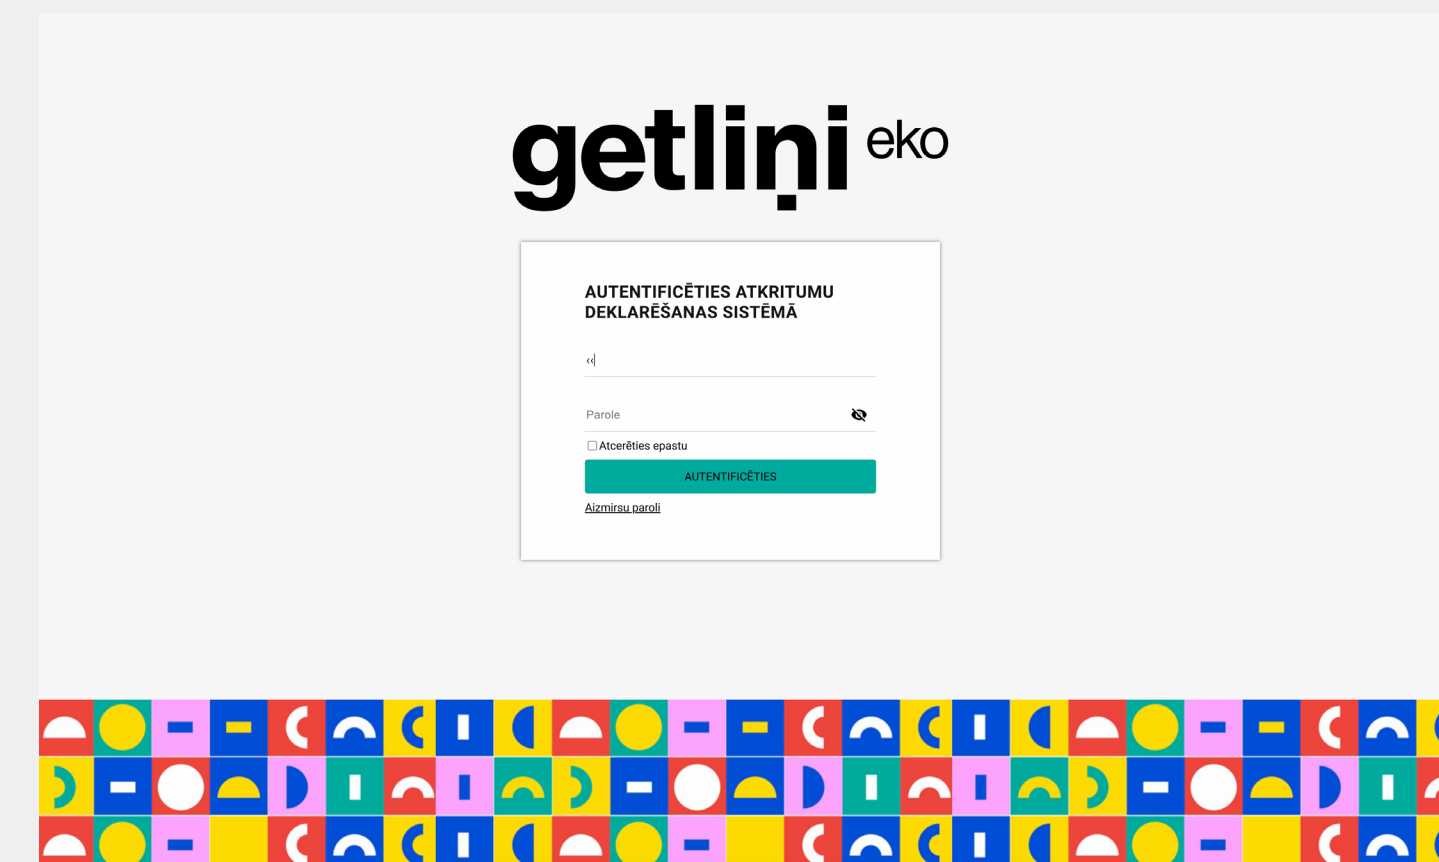 getliņi eko
AUTENTIFICĒTIES ATKRITUMU
DEKLARĒŠANAS SISTĒMĀ
‹‹
Parole
Atcerēties epastu
AUTENTIFICĒTIES
Aizmirsu paroli